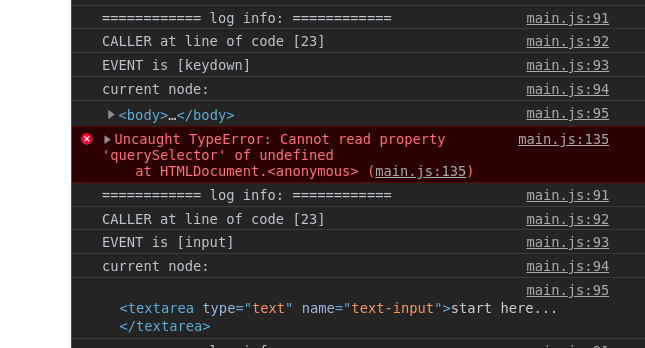 ============ log info: ============ main.js:91
CALLER at line of code [23] main.js:92
EVENT is [keydown] main.js:93
current node: main.js:94
<body>…</body> main.js:95
Uncaught TypeError: Cannot read property main.js:135
'querySelector' of undefined
at HTMLDocument.<anonymous> (main.js:135)
============ log info: ============ main.js:91
CALLER at line of code [23] main.js:92
EVENT is [input] main.js:93
current node: main.js:94
main.js:95
<textarea type="text" name="text-input">start here...
</textarea>